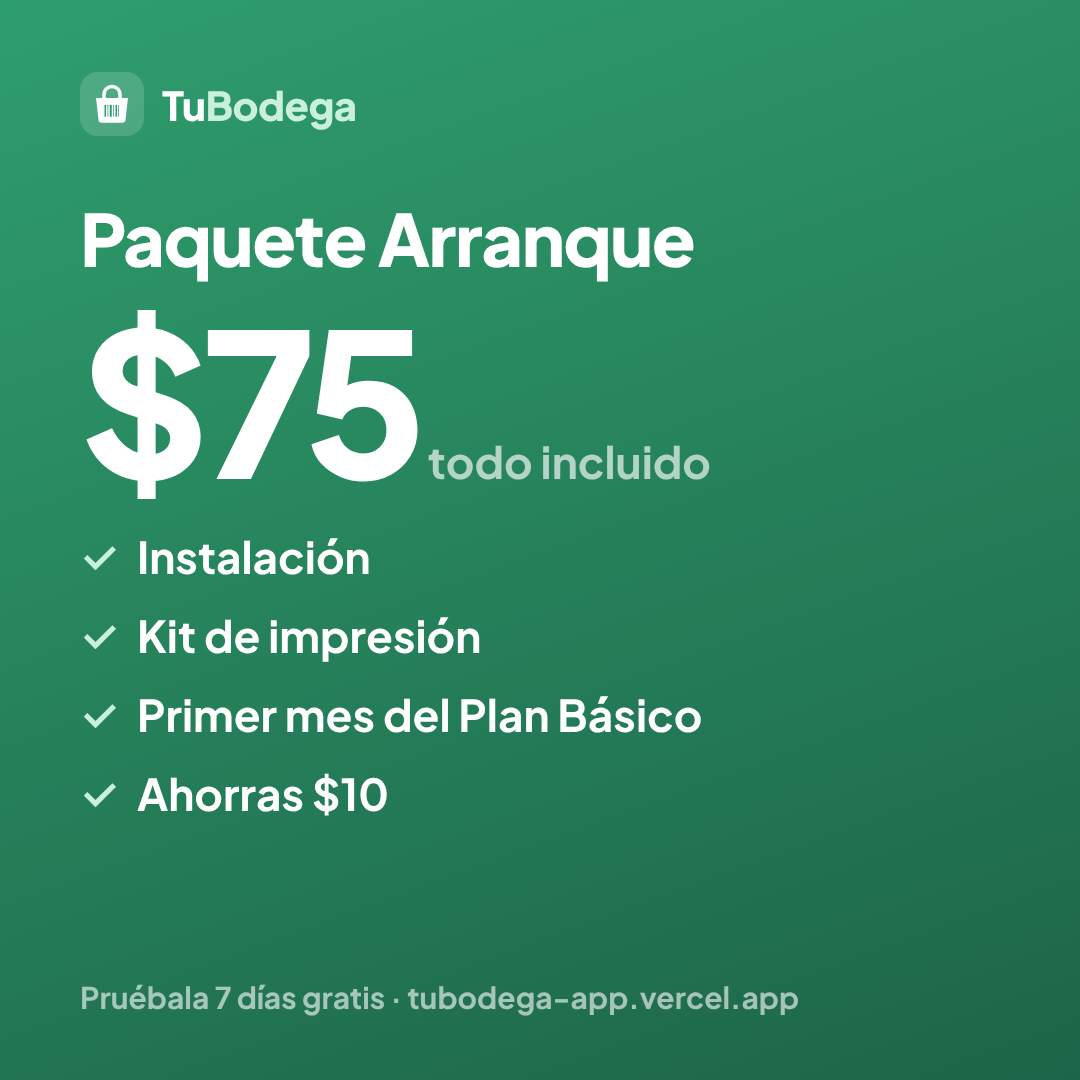 TuBodega
Paquete Arranque
$75 todo incluido
Instalación
Kit de impresión
Primer mes del Plan Básico
Ahorras $10
Pruébala 7 días gratis · tubodega-app.vercel.app